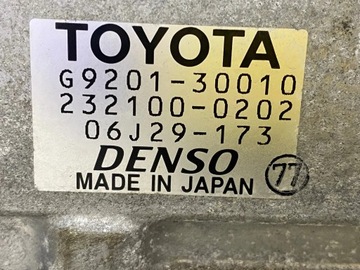 TOYOTA
G9201-30010
232100-0202
06J29-173
DENSO
MADE IN JAPAN 77